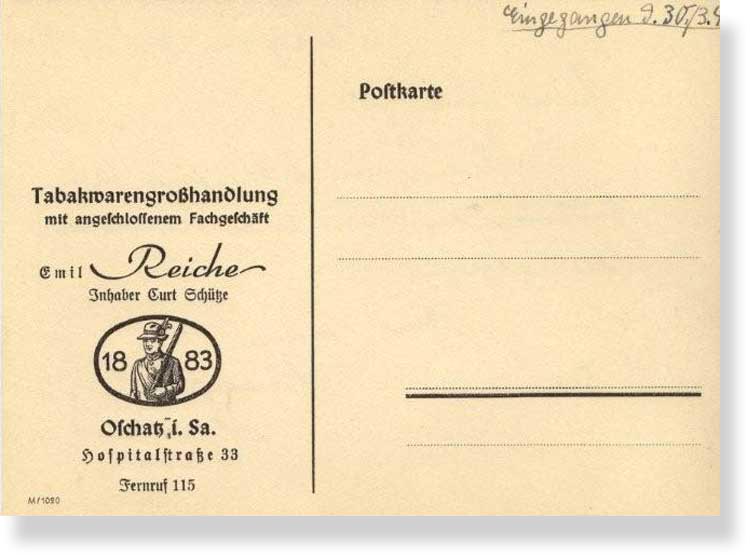 Eingegangen d. 30./3.
Postkarte
Tabakwarengroßhandlung
mit angeschlossenem Fachgeschäft
Emil Reiche
Inhaber Curt Schütze
18 83
Oschatz i. Sa.
Hospitalstraße 33
Fernruf 115
M/1090